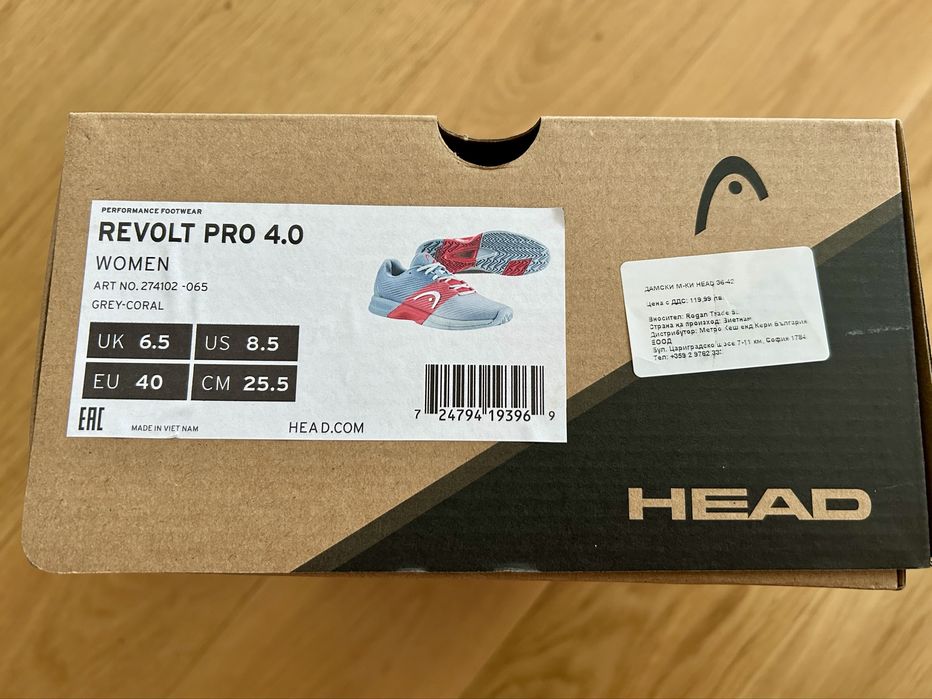 PERFORMANCE FOOTWEAR
REVOLT PRO 4.0
WOMEN
ART NO. 274102 -065
GREY-CORAL
UK 6.5 US 8.5
EU 40 CM 25.5
EAC MADE IN VIET NAM HEAD.COM
7 24794 19396 9
ДАМСКИ М-КИ HEAD 36-42
Цена с ДДС: 119,99 лв.
Вносител: Rogan Trade
Страна на произход: Виетнам
Дистрибутор: Метро Кеш енд Кери България
ЕООД
Бул. Цариградско шосе 7-11 км. София 1784
Тел: +359 2 9762
HEAD